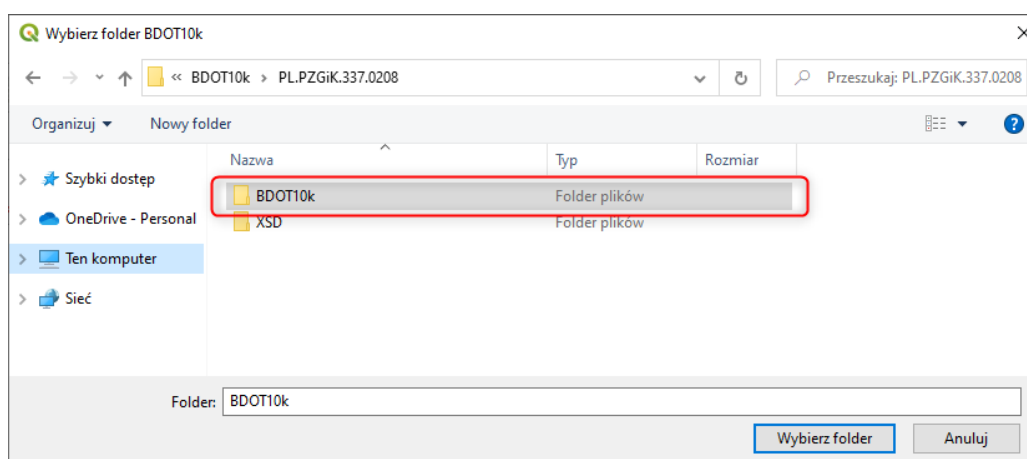 Wybierz folder BDOT10k
« BDOT10k > PL.PZGiK.337.0208
Przeszukaj: PL.PZGiK.337.0208
Organizuj Nowy folder
Nazwa Typ Rozmiar
Szybki dostęp
BDOT10k Folder plików
OneDrive - Personal
XSD Folder plików
Ten komputer
Sieć
Folder: BDOT10k
Wybierz folder Anuluj